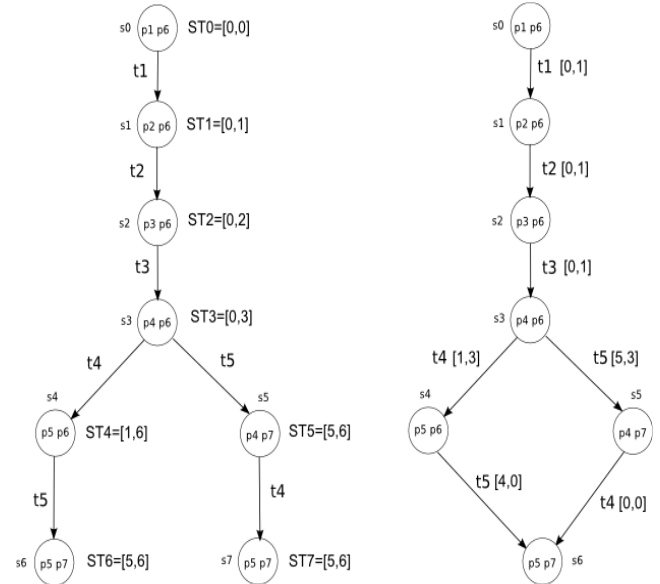 s0 p1 p6 ST0=[0,0]
t1
s1 p2 p6 ST1=[0,1]
t2
s2 p3 p6 ST2=[0,2]
t3
s3 p4 p6 ST3=[0,3]
t4 t5
s4 s5
p5 p6 ST4=[1,6] p4 p7 ST5=[5,6]
t5 t4
s6 p5 p7 ST6=[5,6] s7 p5 p7 ST7=[5,6]
s0 p1 p6
t1 [0,1]
s1 p2 p6
t2 [0,1]
s2 p3 p6
t3 [0,1]
s3 p4 p6
t4 [1,3] t5 [5,3]
s4 s5
p5 p6 p4 p7
t5 [4,0] t4 [0,0]
p5 p7 s6